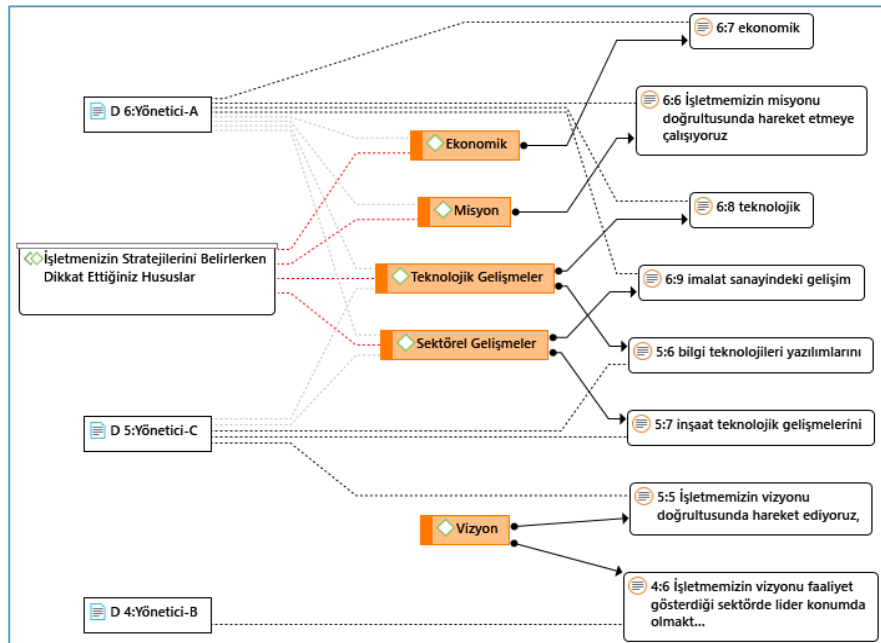 6:7 ekonomik
D 6:Yönetici-A
6:6 İşletmemizin misyonu
doğrultusunda hareket etmeye
çalışıyoruz
Ekonomik
Misyon
6:8 teknolojik
İşletmenizin Stratejilerini Belirlerken
Dikkat Ettiğiniz Hususlar
Teknolojik Gelişmeler
6:9 imalat sanayindeki gelişim
Sektörel Gelişmeler
5:6 bilgi teknolojileri yazılımlarını
D 5:Yönetici-C
5:7 inşaat teknolojik gelişmelerini
5:5 İşletmemizin vizyonu
doğrultusunda hareket ediyoruz,
Vizyon
4:6 İşletmemizin vizyonu faaliyet
gösterdiği sektörde lider konumda
olmakt...
D 4:Yönetici-B